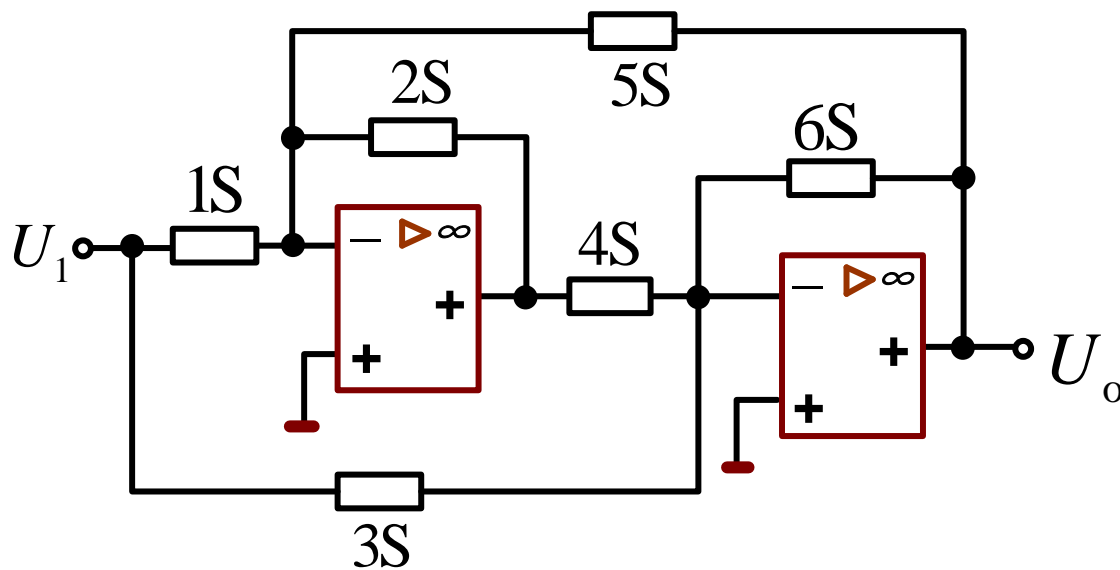 5S
2S
6S
1S
U₁
− ▷ ∞
4S
+
− ▷ ∞
+
+
Uₒ
+
3S